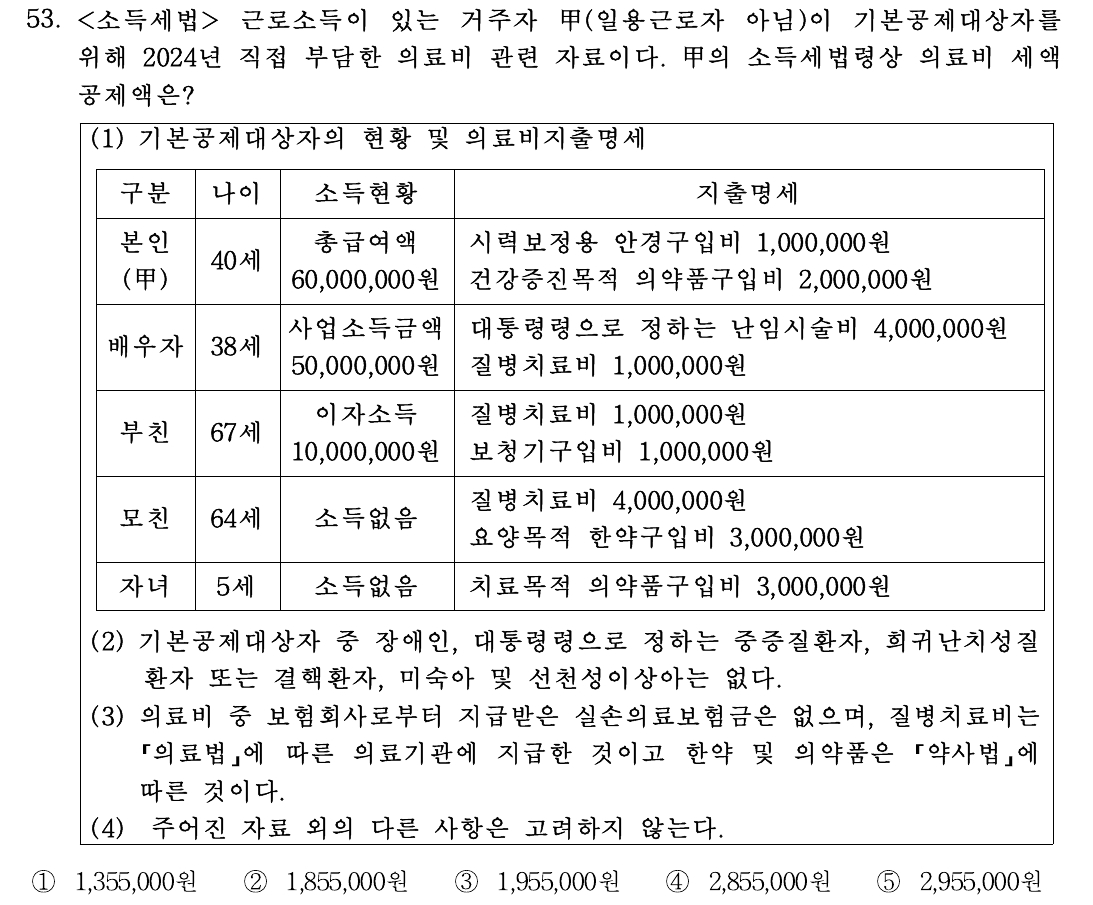 53. <소득세법> 근로소득이 있는 거주자 甲(일용근로자 아님)이 기본공제대상자를
위해 2024년 직접 부담한 의료비 관련 자료이다. 甲의 소득세법령상 의료비 세액
공제액은?
(1) 기본공제대상자의 현황 및 의료비지출명세
구분 나이 소득현황 지출명세
본인
(甲)
40세
총급여액
60,000,000원
시력보정용 안경구입비 1,000,000원
건강증진목적 의약품구입비 2,000,000원
배우자
38세
사업소득금액
50,000,000원
대통령령으로 정하는 난임시술비 4,000,000원
질병치료비 1,000,000원
부친
67세
이자소득
10,000,000원
질병치료비 1,000,000원
보청기구입비 1,000,000원
모친
64세
소득없음
질병치료비 4,000,000원
요양목적 한약구입비 3,000,000원
자녀 5세 소득없음 치료목적 의약품구입비 3,000,000원
(2) 기본공제대상자 중 장애인, 대통령령으로 정하는 중증질환자, 희귀난치성질
환자 또는 결핵환자, 미숙아 및 선천성이상아는 없다.
(3) 의료비 중 보험회사로부터 지급받은 실손의료보험금은 없으며, 질병치료비는
「의료법」에 따른 의료기관에 지급한 것이고 한약 및 의약품은 「약사법」에
따른 것이다.
(4) 주어진 자료 외의 다른 사항은 고려하지 않는다.
① 1,355,000원 ② 1,855,000원 ③ 1,955,000원 ④ 2,855,000원 ⑤ 2,955,000원